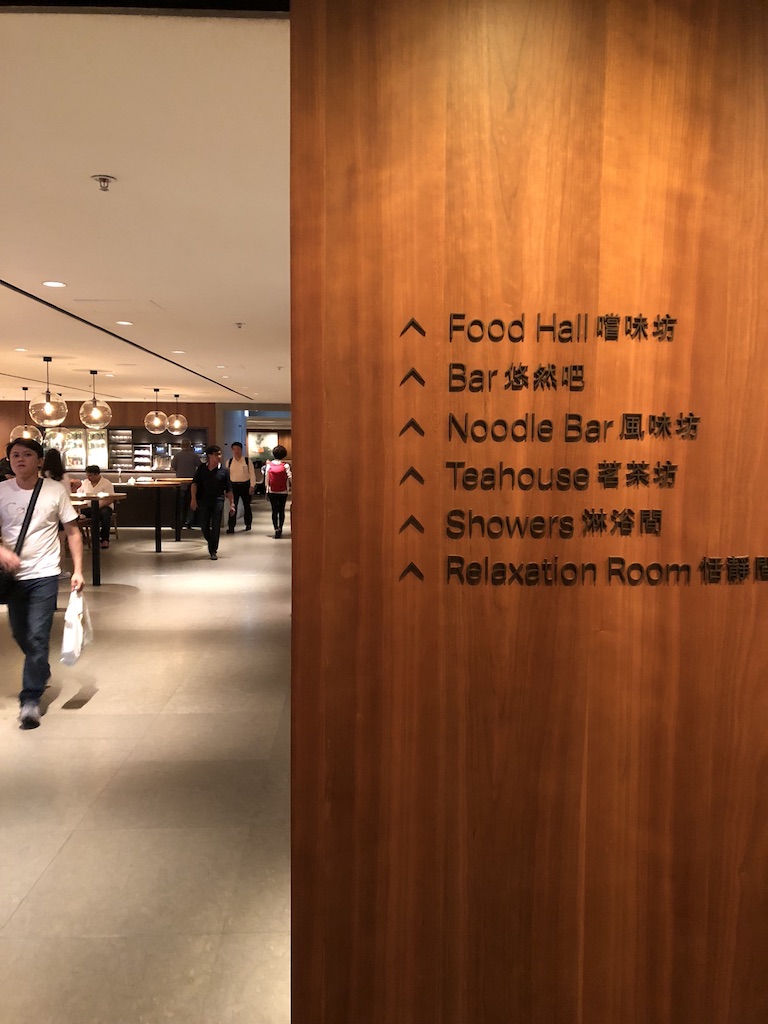 Food Hall 嚐味坊
Bar 悠然吧
Noodle Bar 風味坊
Teahouse 茗茶坊
Showers 淋浴間
Relaxation Room 恬靜間